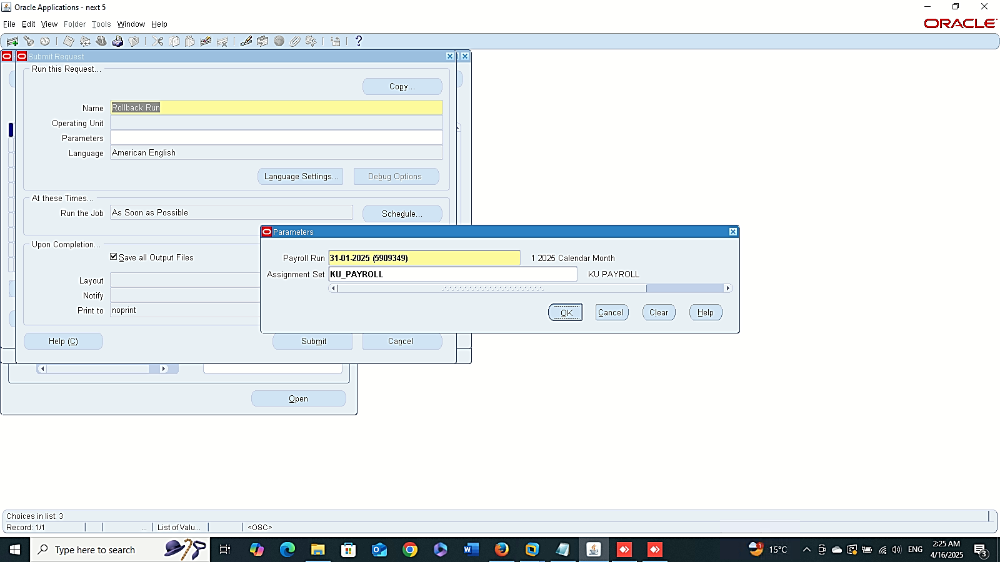 Oracle Applications - next 5
File Edit View Folder Tools Window Help
ORACLE
Submit Request
Run this Request...
Copy...
Name Rollback Run
Operating Unit
Parameters
Language American English
Language Settings... Debug Options
At these Times...
Run the Job As Soon as Possible Schedule...
Upon Completion...
Save all Output Files
Layout
Notify
Print to noprint
Help (C) Submit Cancel
Parameters
Payroll Run 31-01-2025 (5909349) 1 2025 Calendar Month
Assignment Set KU_PAYROLL KU PAYROLL
OK Cancel Clear Help
Open
Choices in list: 3
Record: 1/1 ... List of Valu... <OSC>
Type here to search
15°C
ENG
2:25 AM
4/16/2025
3